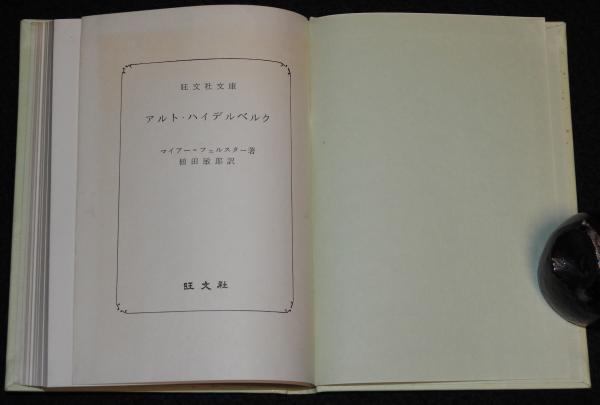 旺文社文庫
アルト・ハイデルベルク
マイアー=フェルスター著
植田敏郎訳
旺文社